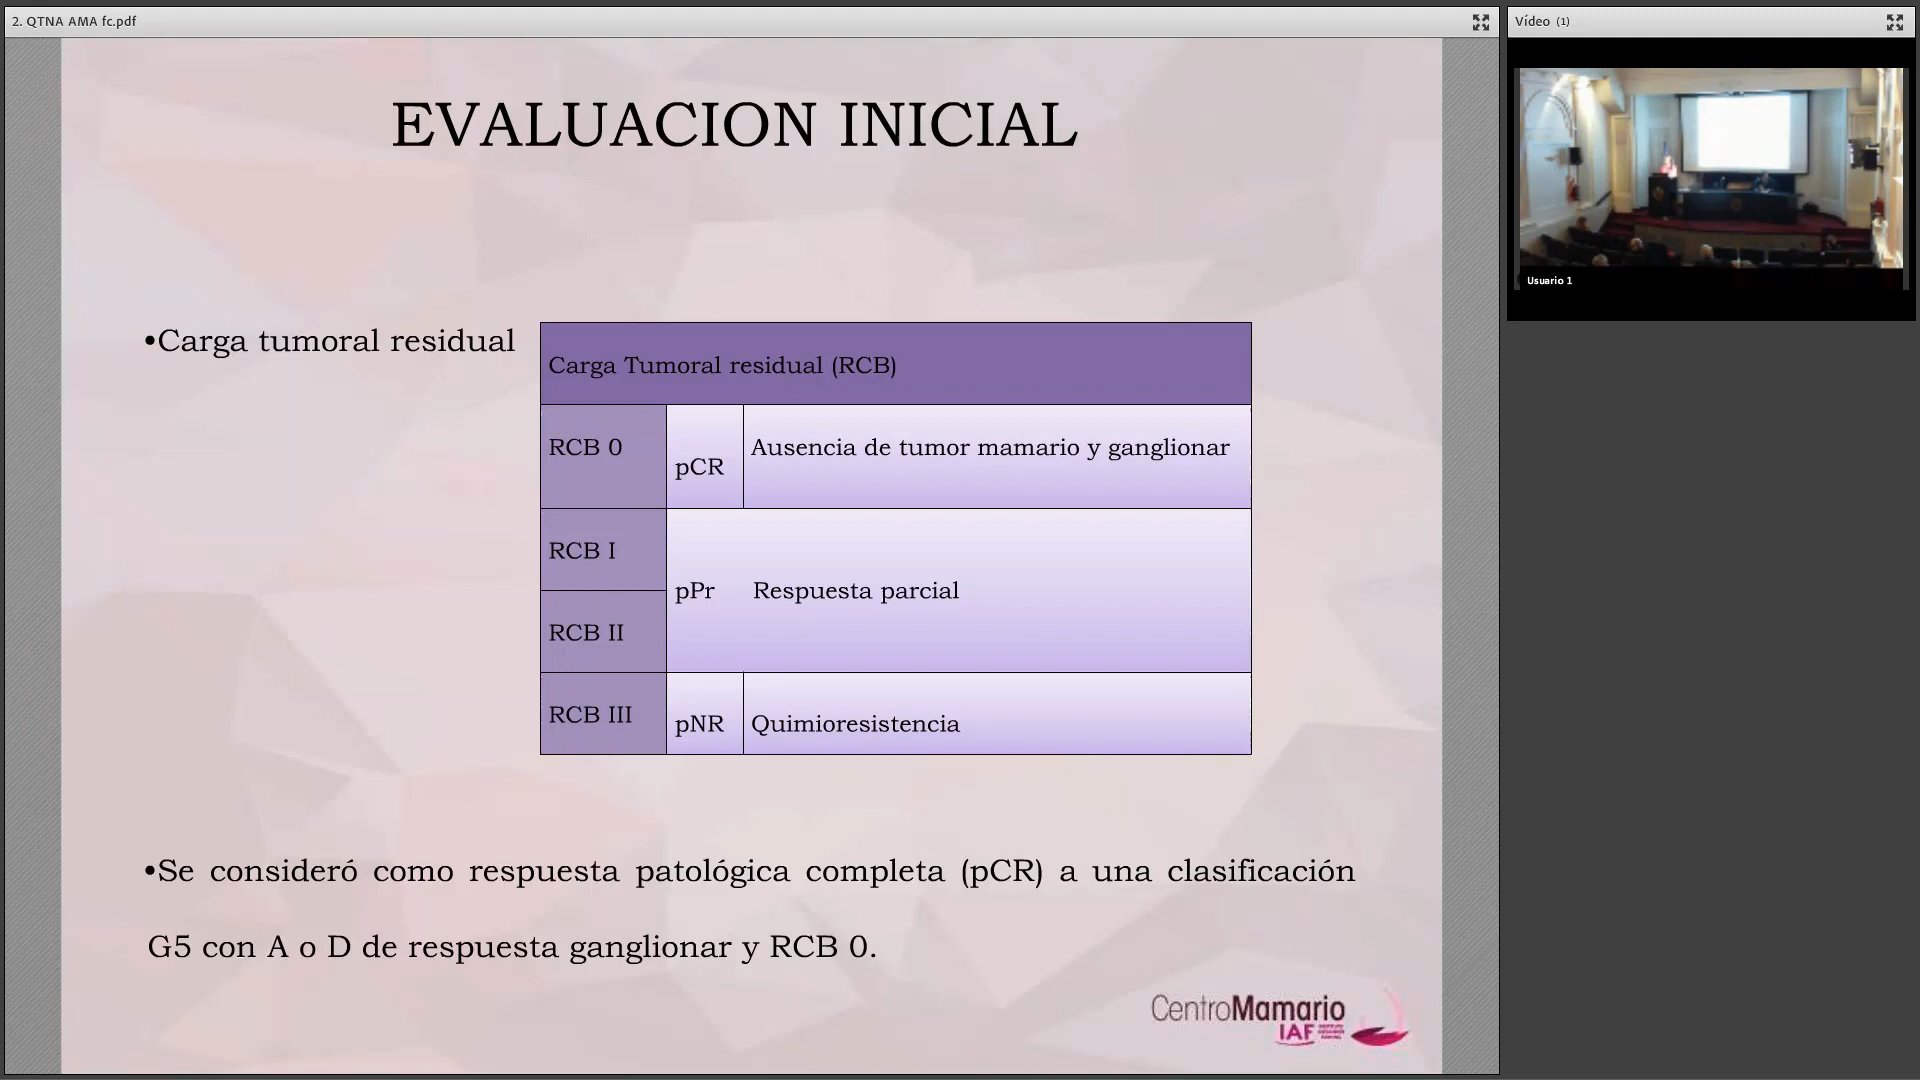 2. QTNA AMA fc.pdf
Vídeo (1)
EVALUACION INICIAL
•Carga tumoral residual
Carga Tumoral residual (RCB)
RCB 0
pCR
Ausencia de tumor mamario y ganglionar
RCB I
pPr
Respuesta parcial
RCB II
RCB III
pNR
Quimioresistencia
•Se consideró como respuesta patológica completa (pCR) a una clasificación
G5 con A o D de respuesta ganglionar y RCB 0.
CentroMamario
IAF
Usuario 1